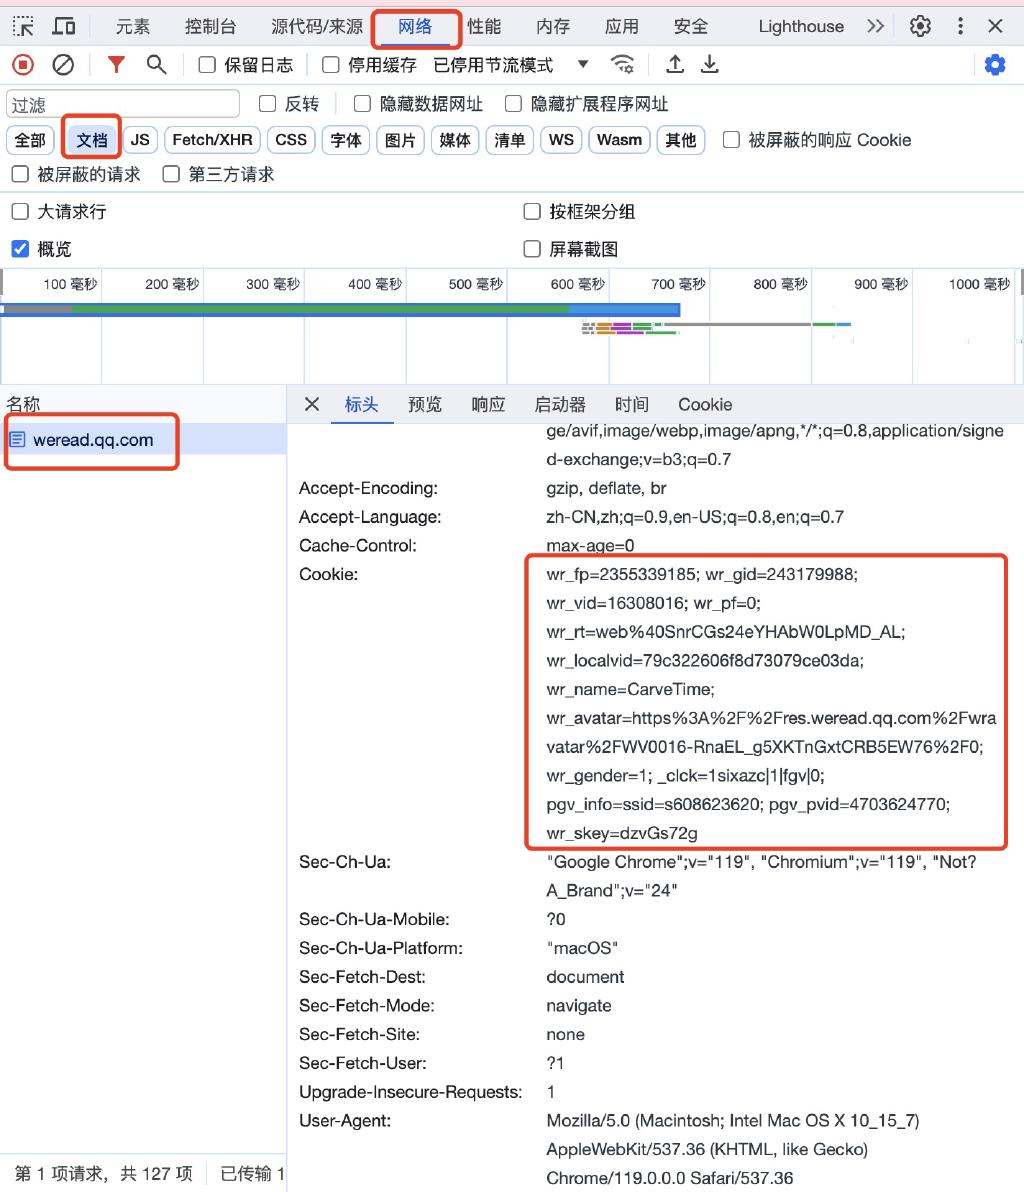 元素 控制台 源代码/来源 网络 性能 内存 应用 安全 Lighthouse
保留日志 停用缓存 已停用节流模式
过滤 反转 隐藏数据网址 隐藏扩展程序网址
全部 文档 JS Fetch/XHR CSS 字体 图片 媒体 清单 WS Wasm 其他 被屏蔽的响应 Cookie
被屏蔽的请求 第三方请求
大请求行 按框架分组
概览 屏幕截图
100 毫秒 200 毫秒 300 毫秒 400 毫秒 500 毫秒 600 毫秒 700 毫秒 800 毫秒 900 毫秒 1000 毫秒
名称 标头 预览 响应 启动器 时间 Cookie
weread.qq.com
ge/avif,image/webp,image/apng,*/*;q=0.8,application/signe
d-exchange;v=b3;q=0.7
Accept-Encoding: gzip, deflate, br
Accept-Language: zh-CN,zh;q=0.9,en-US;q=0.8,en;q=0.7
Cache-Control: max-age=0
Cookie: wr_fp=2355339185; wr_gid=243179988;
wr_vid=16308016; wr_pf=0;
wr_rt=web%40SnrCGs24eYHAbW0LpMD_AL;
wr_localvid=79c322606f8d73079ce03da;
wr_name=CarveTime;
wr_avatar=https%3A%2F%2Fres.weread.qq.com%2Fwra
vatar%2FWV0016-RnaEL_g5XKTnGxtCRB5EW76%2F0;
wr_gender=1; _clck=1sixazc|1|fgv|0;
pgv_info=ssid=s608623620; pgv_pvid=4703624770;
wr_skey=dzvGs72g
Sec-Ch-Ua: "Google Chrome";v="119", "Chromium";v="119", "Not?
A_Brand";v="24"
Sec-Ch-Ua-Mobile: ?0
Sec-Ch-Ua-Platform: "macOS"
Sec-Fetch-Dest: document
Sec-Fetch-Mode: navigate
Sec-Fetch-Site: none
Sec-Fetch-User: ?1
Upgrade-Insecure-Requests: 1
User-Agent: Mozilla/5.0 (Macintosh; Intel Mac OS X 10_15_7)
AppleWebKit/537.36 (KHTML, like Gecko)
Chrome/119.0.0.0 Safari/537.36
第 1 项请求，共 127 项 已传输 1